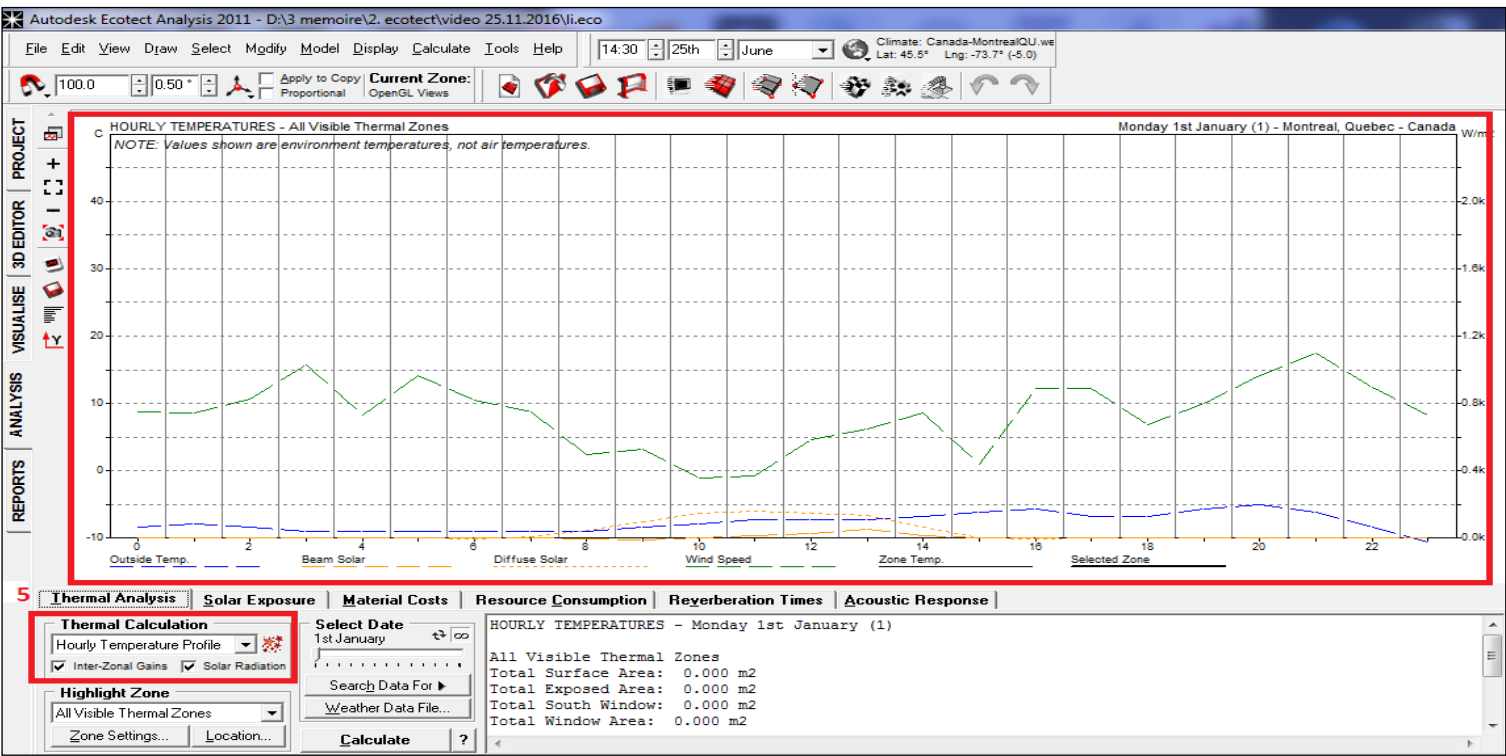 Autodesk Ecotect Analysis 2011 - D:\3 memoire\2. ecotect\video 25.11.2016\li.eco
File Edit View Draw Select Modify Model Display Calculate Tools Help
14:30 25th June
Climate: Canada-MontrealQU.we
Lat: 45.5° Lng: -73.7° (-5.0)
100.0 0.50 °
Apply to Copy
Proportional
Current Zone:
OpenGL Views
PROJECT
3D EDITOR
VISUALISE
ANALYSIS
REPORTS
Y
C HOURLY TEMPERATURES - All Visible Thermal Zones Monday 1st January (1) - Montreal, Quebec - Canada W/m2
NOTE: Values shown are environment temperatures, not air temperatures.
40 2.0k
30 1.6k
20 1.2k
10 0.8k
0 0.4k
-10 0.0k
0 2 4 6 8 10 12 14 16 18 20 22
Outside Temp. Beam Solar Diffuse Solar Wind Speed Zone Temp. Selected Zone
5
Thermal Analysis Solar Exposure Material Costs Resource Consumption Reverberation Times Acoustic Response
Thermal Calculation
Hourly Temperature Profile
Inter-Zonal Gains Solar Radiation
Highlight Zone
All Visible Thermal Zones
Zone Settings... Location...
Select Date
1st January
Search Data For
Weather Data File...
Calculate ?
HOURLY TEMPERATURES - Monday 1st January (1)
All Visible Thermal Zones
Total Surface Area: 0.000 m2
Total Exposed Area: 0.000 m2
Total South Window: 0.000 m2
Total Window Area: 0.000 m2